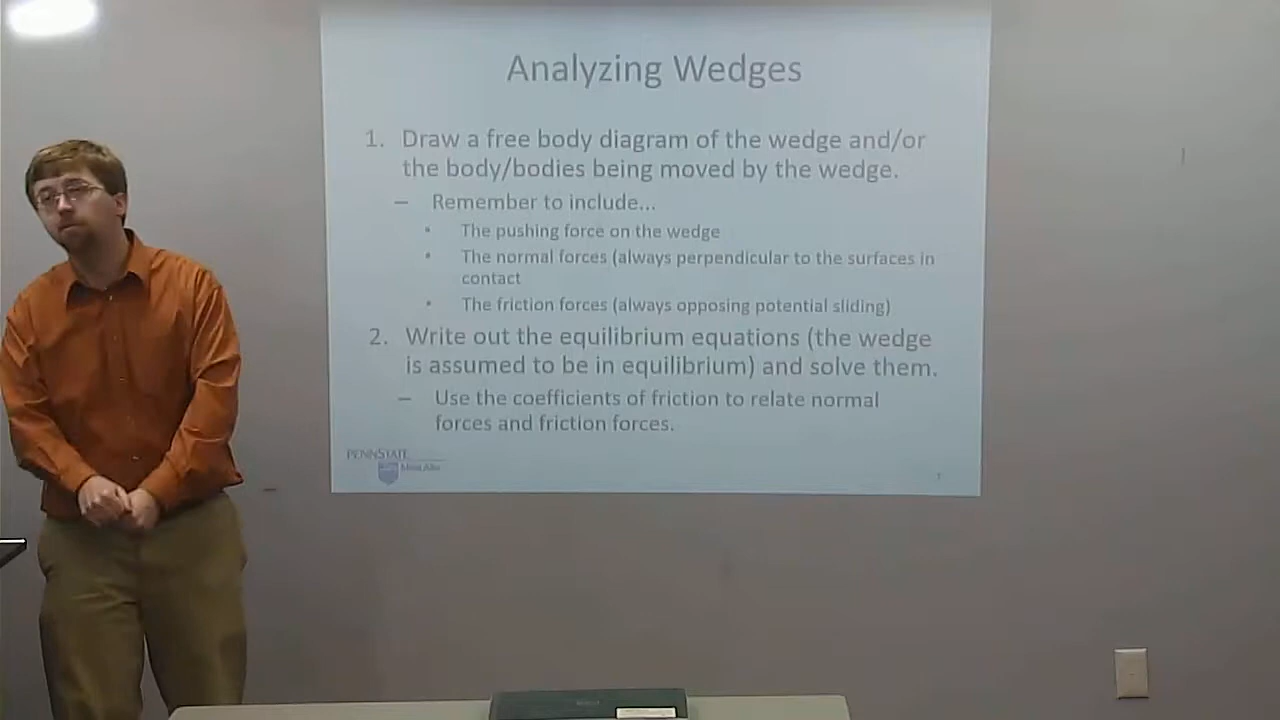 Analyzing Wedges
1. Draw a free body diagram of the wedge and/or
the body/bodies being moved by the wedge.
– Remember to include...
• The pushing force on the wedge
• The normal forces (always perpendicular to the surfaces in
contact
• The friction forces (always opposing potential sliding)
2. Write out the equilibrium equations (the wedge
is assumed to be in equilibrium) and solve them.
– Use the coefficients of friction to relate normal
forces and friction forces.
PENNSTATE
Mont Alto